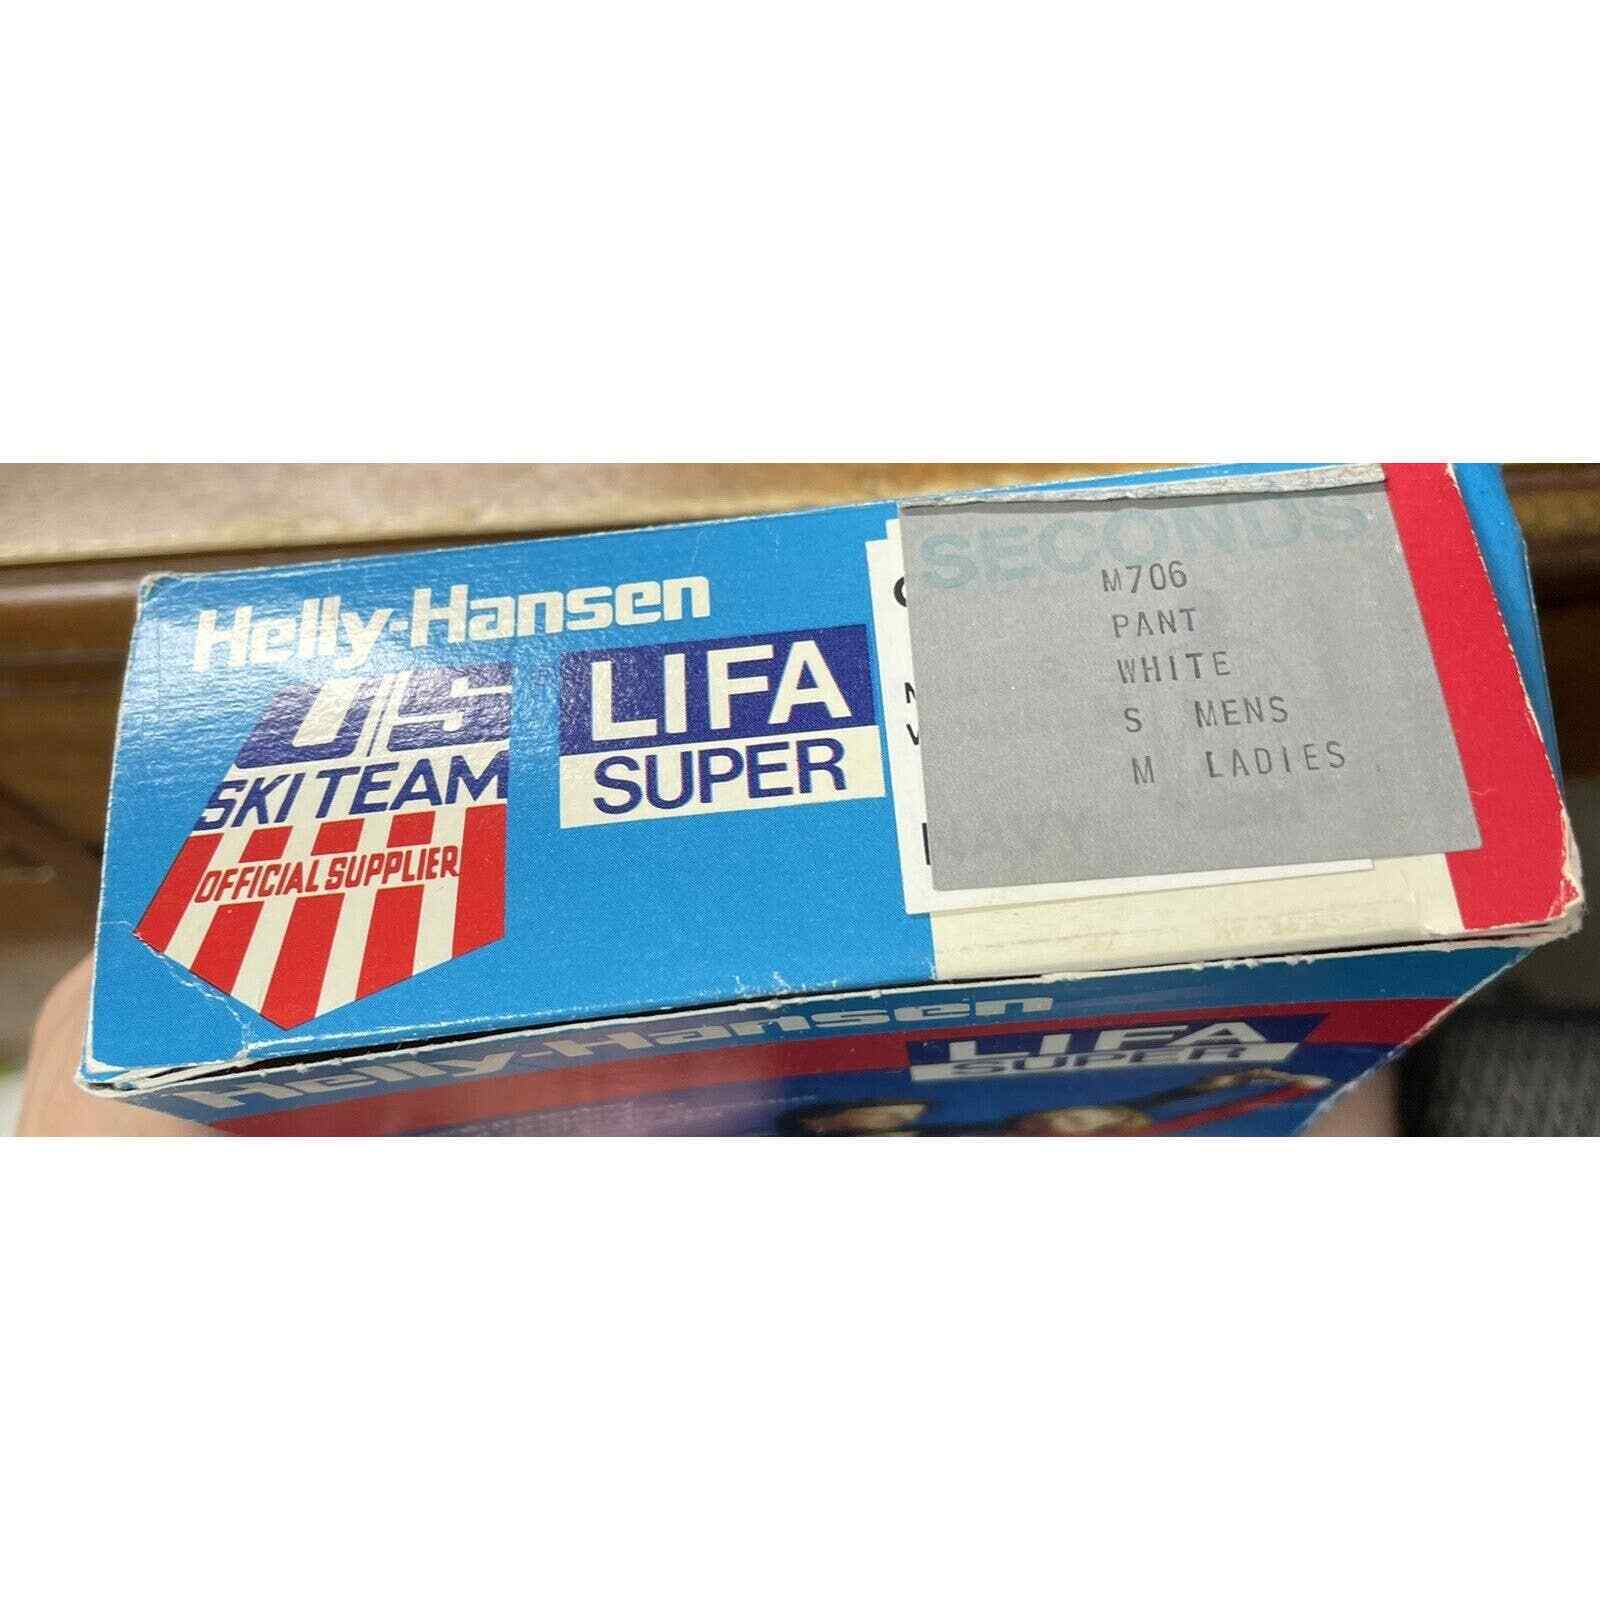 Helly-Hansen
US
SKI TEAM
OFFICIAL SUPPLIER
LIFA
SUPER
SECONDS
M706
PANT
WHITE
S MENS
M LADIES
Helly-Hansen
LIFA
SUPER